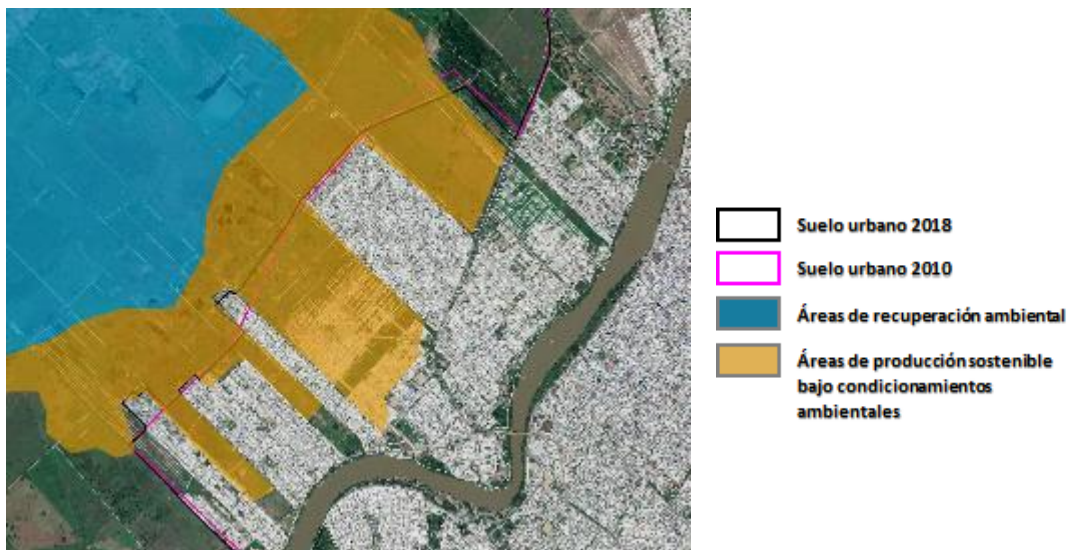 Suelo urbano 2018
Suelo urbano 2010
Áreas de recuperación ambiental
Áreas de producción sostenible
bajo condicionamientos
ambientales